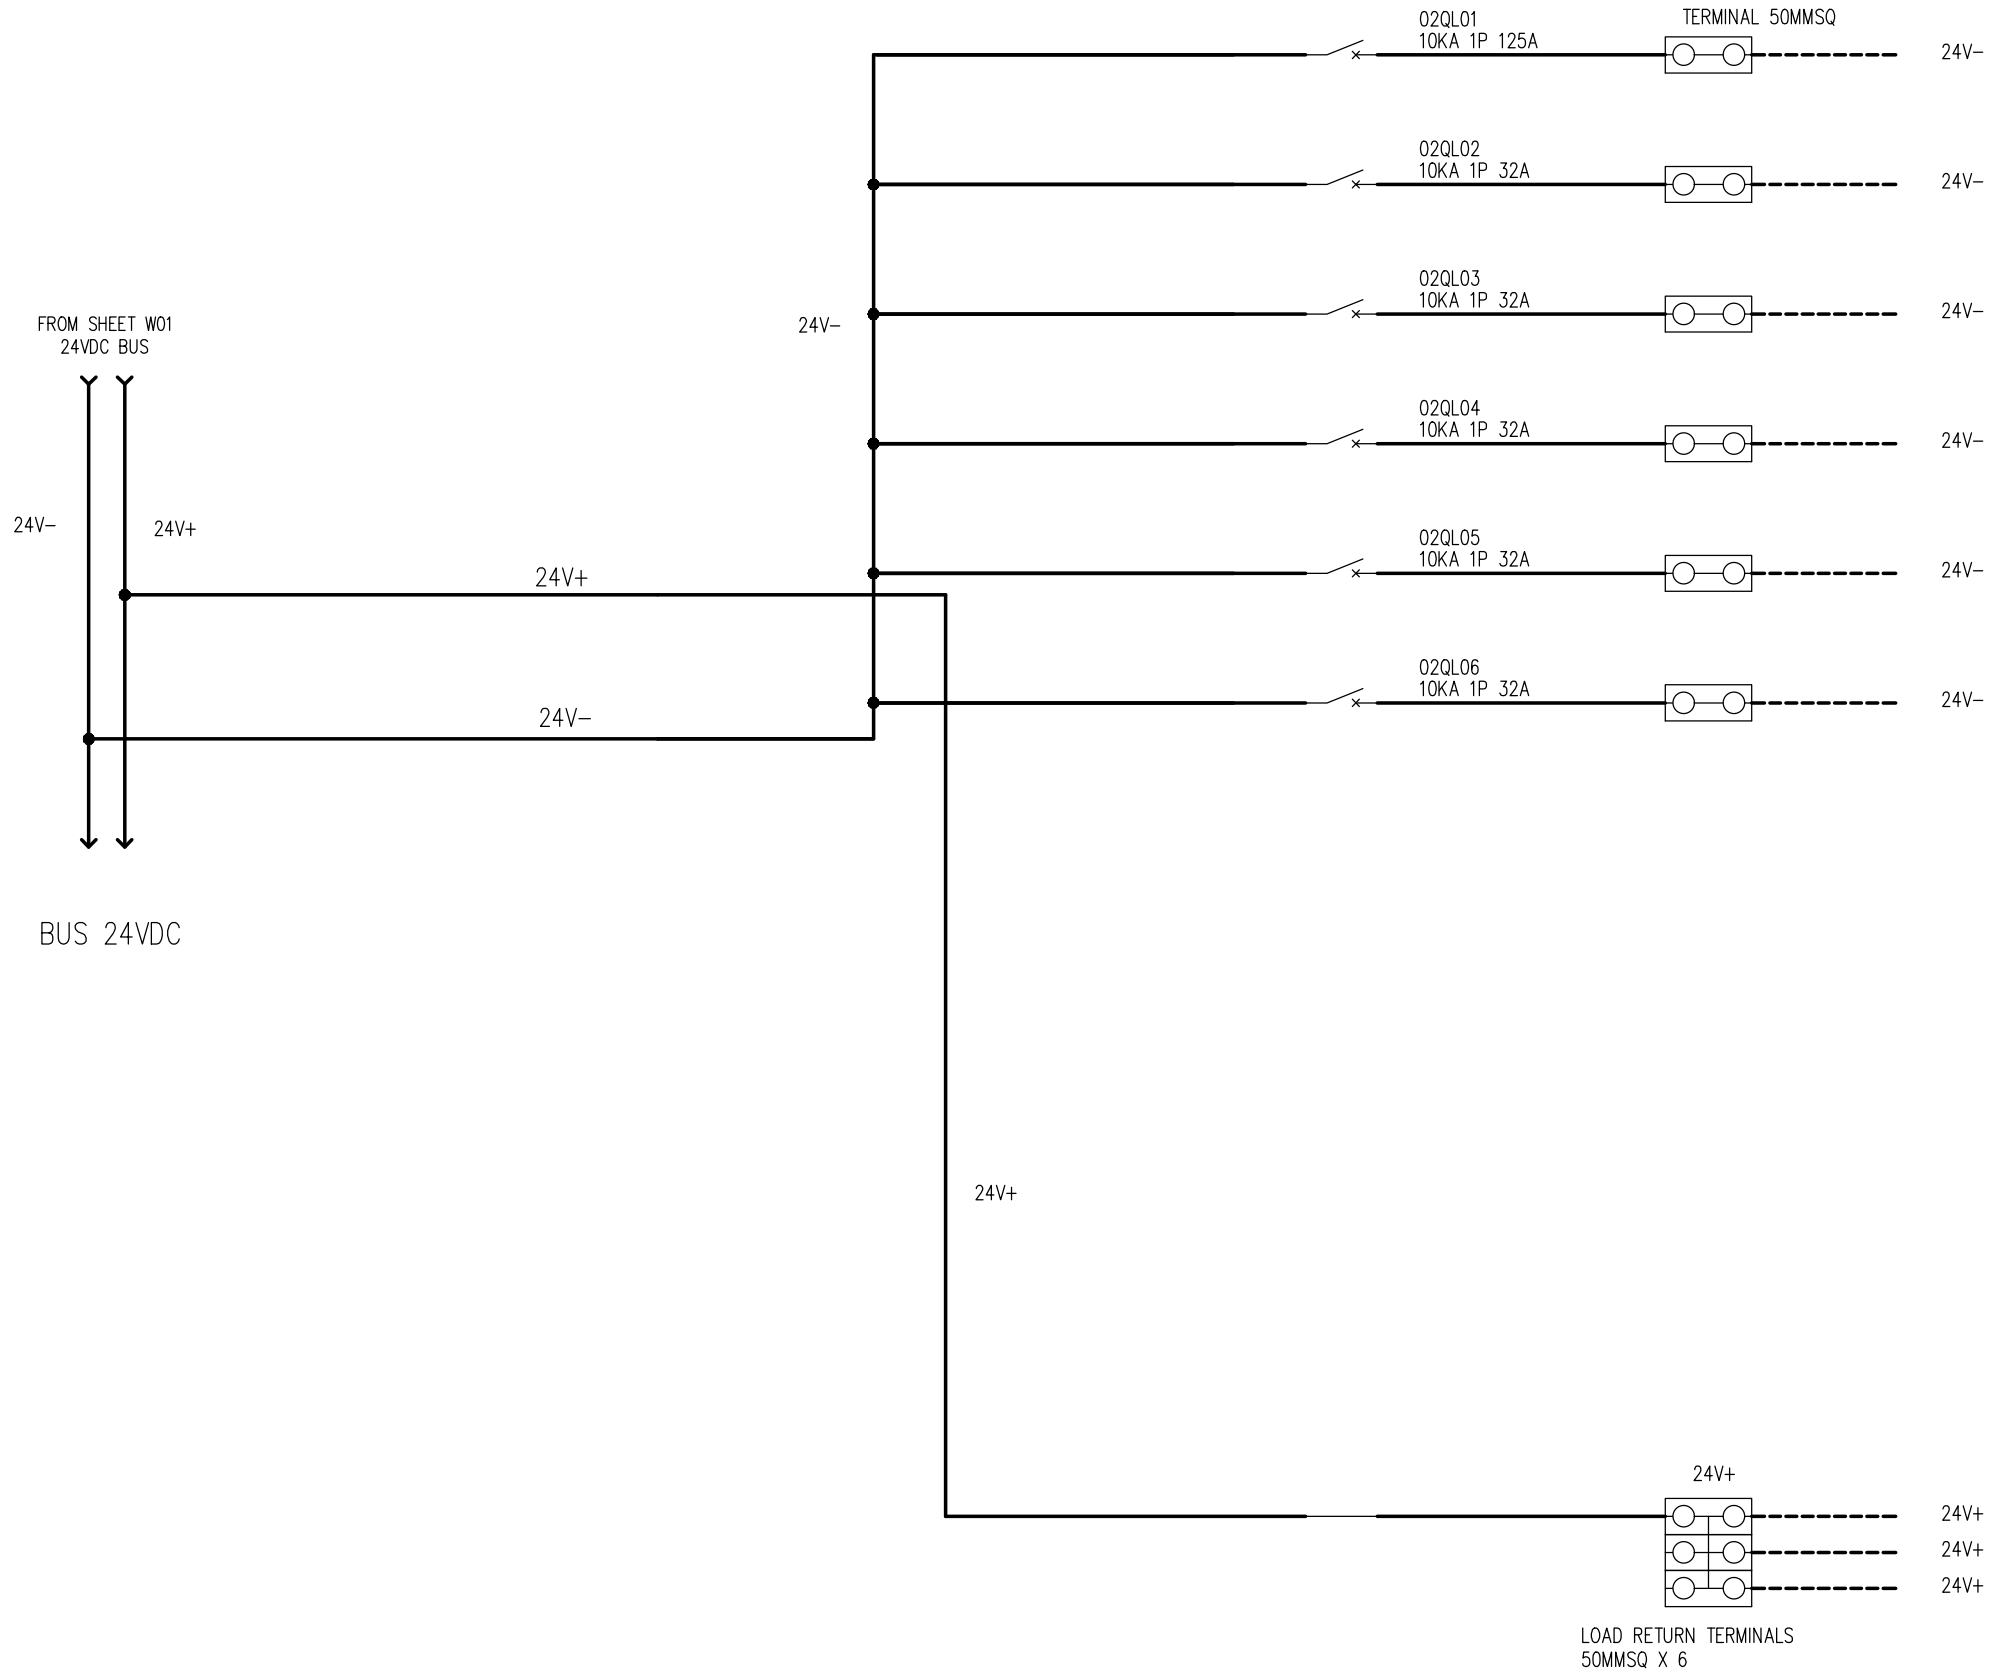 02QL01
10KA 1P 125A
TERMINAL 50MMSQ
24V-
02QL02
10KA 1P 32A
24V-
02QL03
10KA 1P 32A
24V-
FROM SHEET W01
24VDC BUS
24V-
02QL04
10KA 1P 32A
24V-
24V-
24V+
02QL05
10KA 1P 32A
24V-
24V+
02QL06
10KA 1P 32A
24V-
24V-
BUS 24VDC
24V+
24V+
24V+
24V+
24V+
LOAD RETURN TERMINALS
50MMSQ X 6